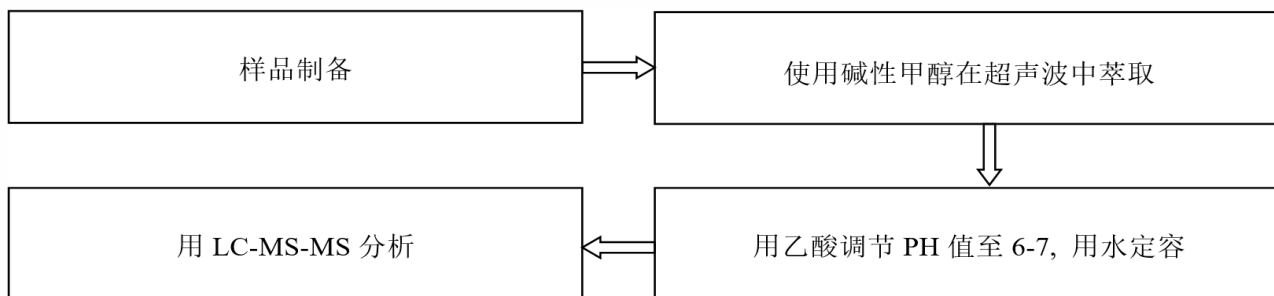 样品制备
使用碱性甲醇在超声波中萃取
用乙酸调节 PH 值至 6-7, 用水定容
用 LC-MS-MS 分析